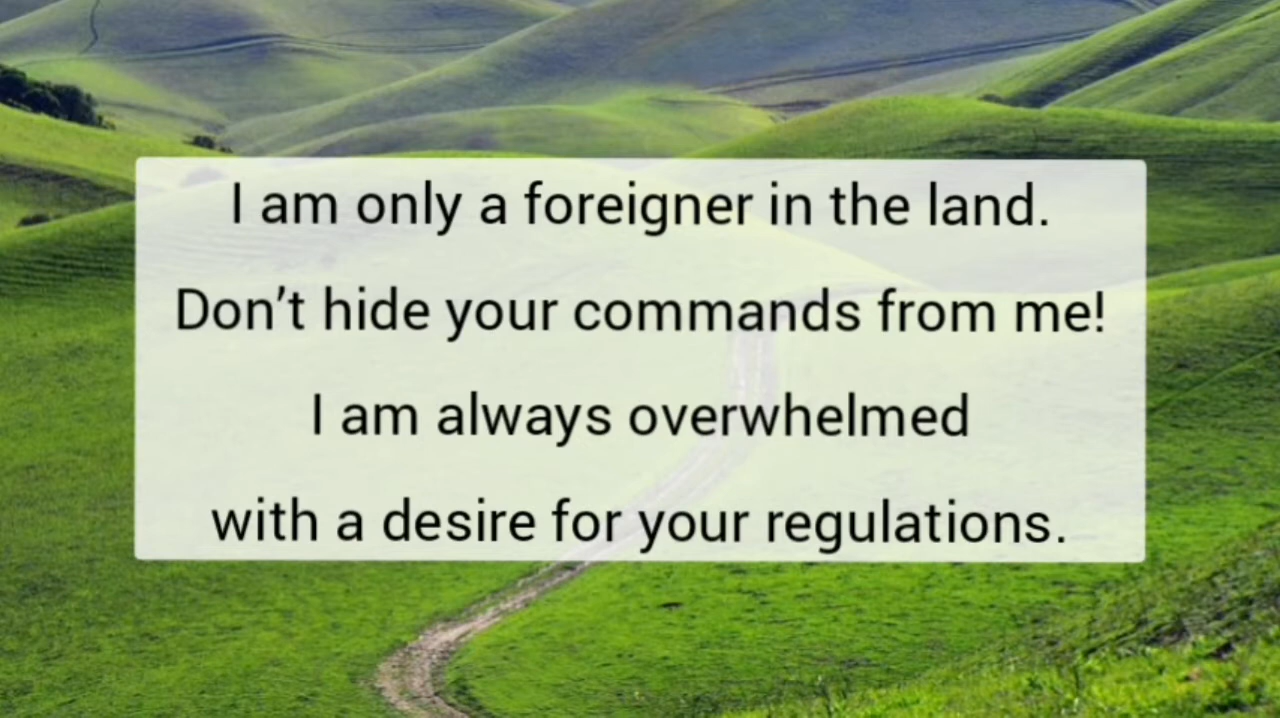 I am only a foreigner in the land.
Don’t hide your commands from me!
I am always overwhelmed
with a desire for your regulations.